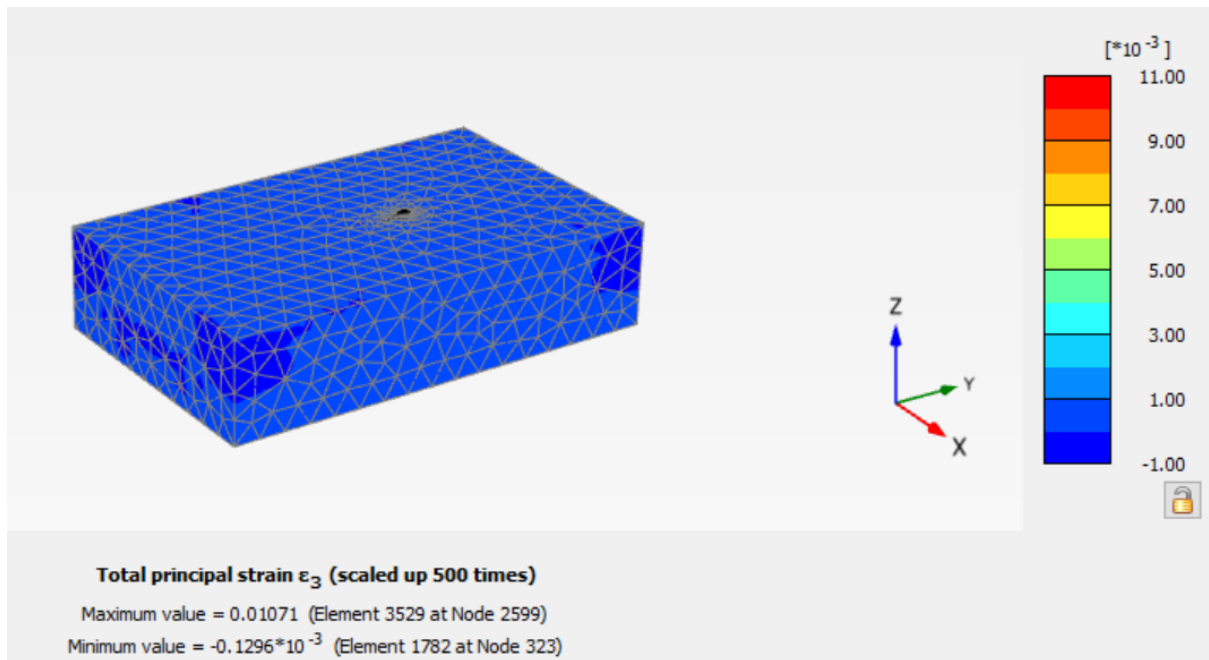 [*10 -3 ]
11.00
9.00
7.00
5.00
3.00
1.00
-1.00
Z
Y
X
Total principal strain ε3 (scaled up 500 times)
Maximum value = 0.01071 (Element 3529 at Node 2599)
Minimum value = -0.1296*10 -3 (Element 1782 at Node 323)